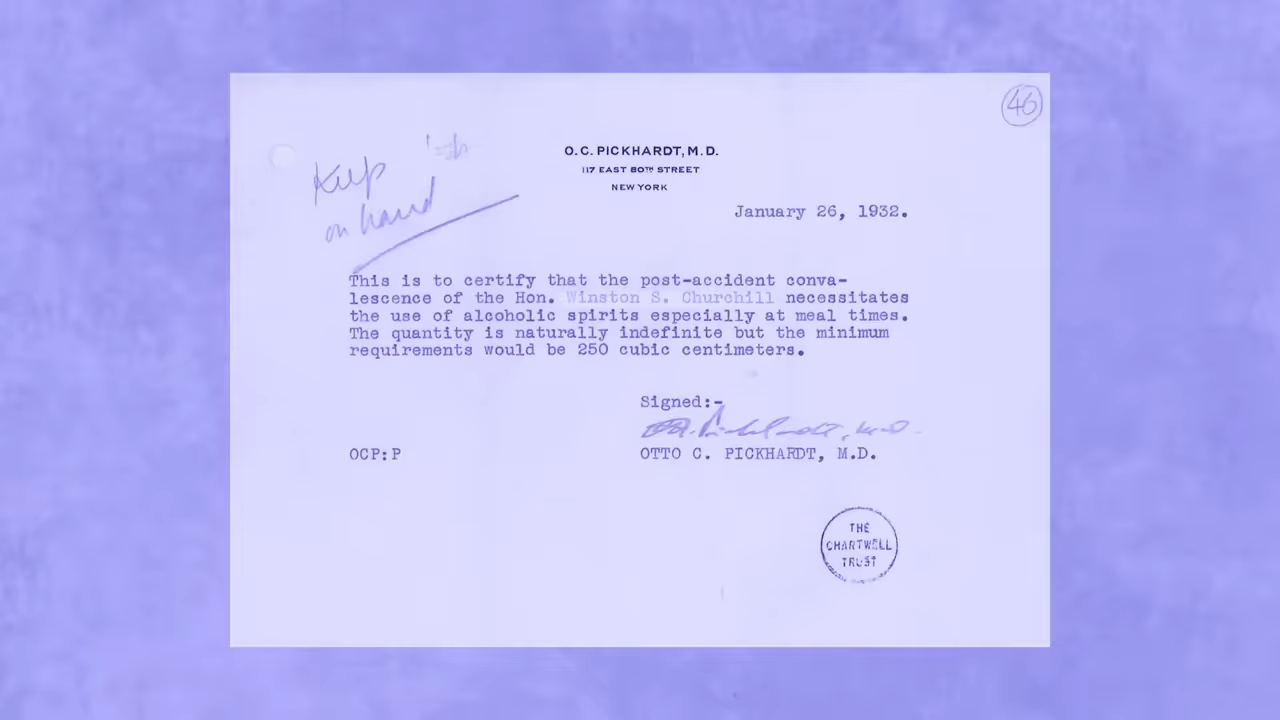 46
Keep
on hand
O. C. PICKHARDT, M. D.
117 EAST 80TH STREET
NEW YORK
January 26, 1932.
This is to certify that the post-accident conva-
lescence of the Hon. Winston S. Churchill necessitates
the use of alcoholic spirits especially at meal times.
The quantity is naturally indefinite but the minimum
requirements would be 250 cubic centimeters.
Signed:-
OCP:P
OTTO C. PICKHARDT, M.D.
THE
CHARTWELL
TRUST